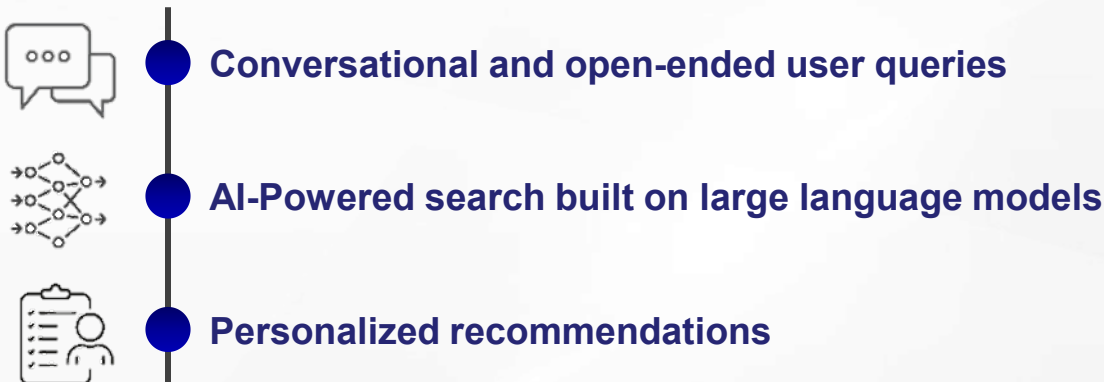 Conversational and open-ended user queries
AI-Powered search built on large language models
Personalized recommendations